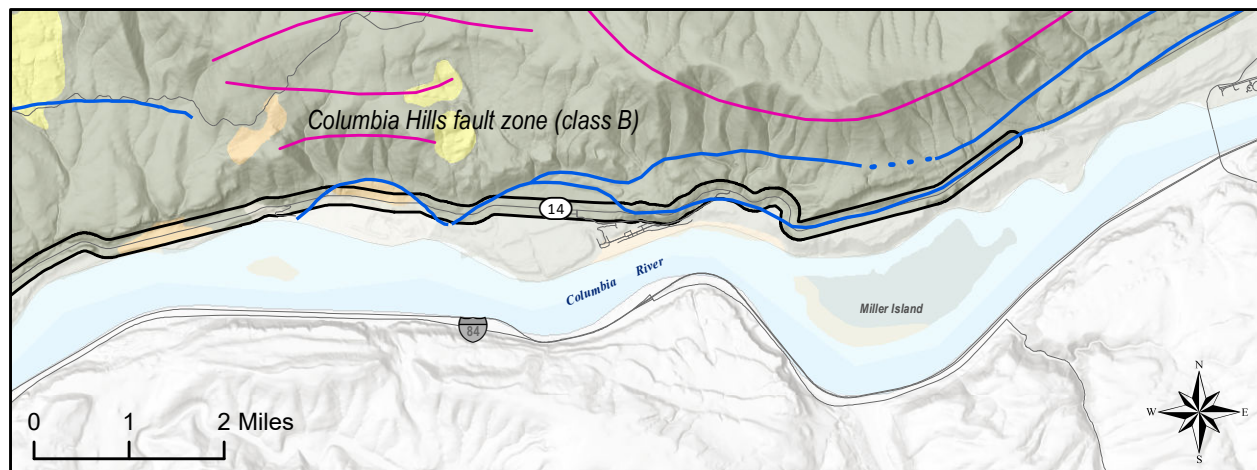 Columbia Hills fault zone (class B)
14
Columbia River
Miller Island
84
0 1 2 Miles
N
W E
S